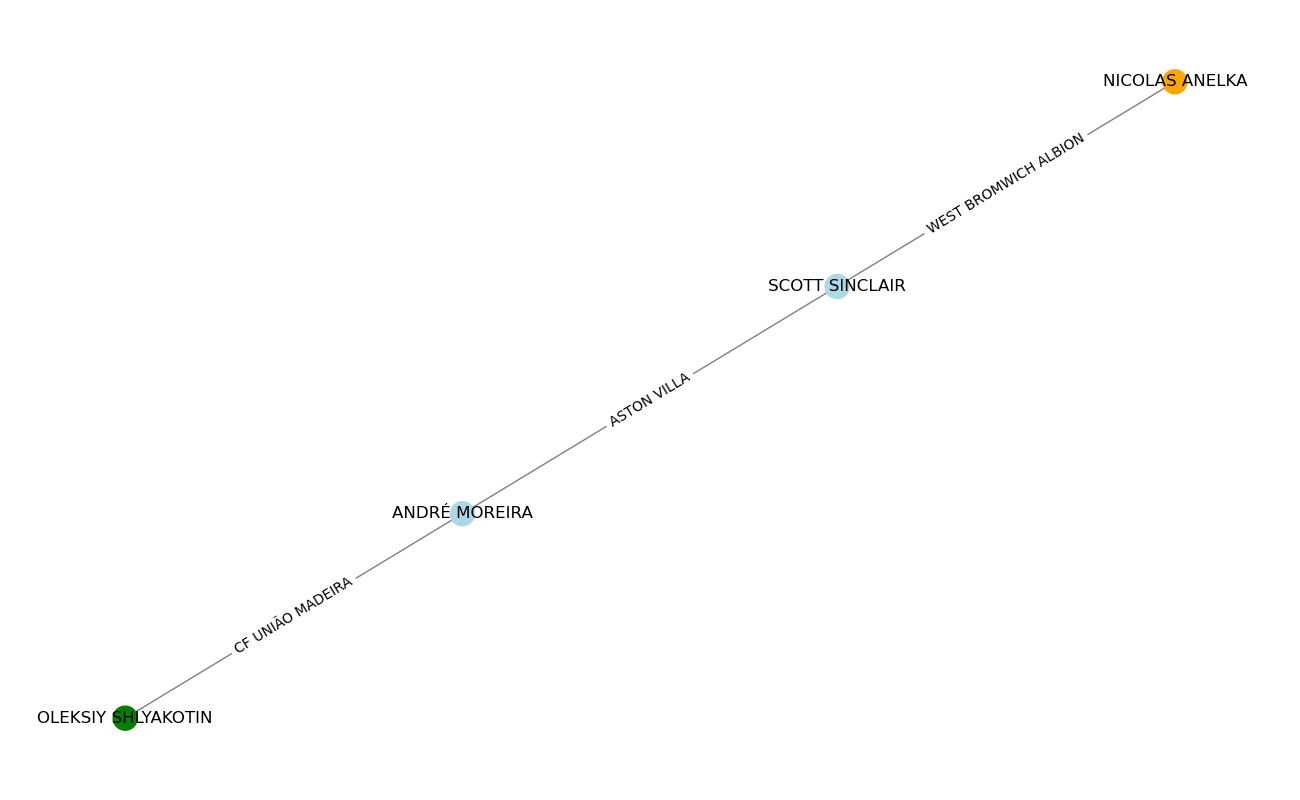 NICOLAS ANELKA
WEST BROMWICH ALBION
SCOTT SINCLAIR
ASTON VILLA
ANDRÉ MOREIRA
CF UNIÃO MADEIRA
OLEKSIY SHLYAKOTIN